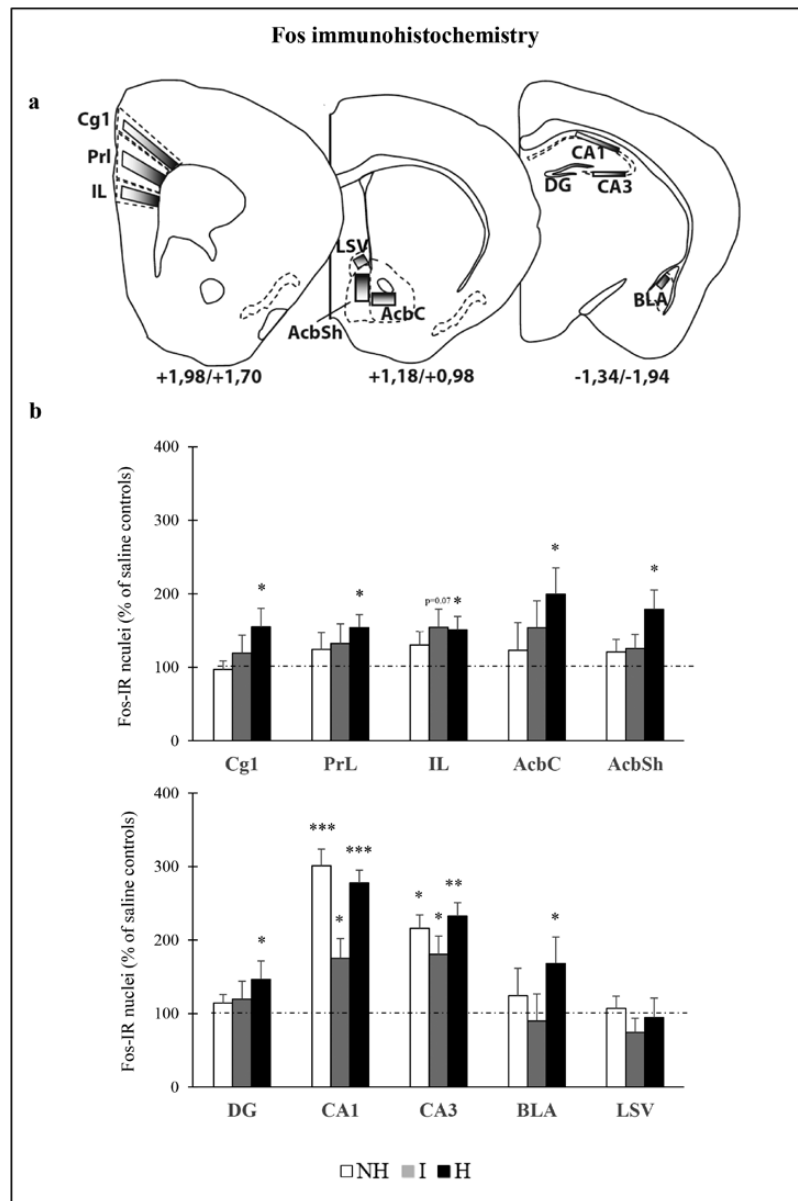 Fos immunohistochemistry
a
Cg1
Prl
IL
LSV
AcbSh
AcbC
CA1
DG
CA3
BLA
+1,98/+1,70
+1,18/+0,98
-1,34/-1,94
b
Fos-IR nculei (% of saline controls)
400
300
200
100
0
*
*
p=0.07
*
*
*
Cg1 PrL IL AcbC AcbSh
Fos-IR nuclei (% of saline controls)
400
300
200
100
0
*
***
*
***
*
*
**
*
DG CA1 CA3 BLA LSV
NH I H